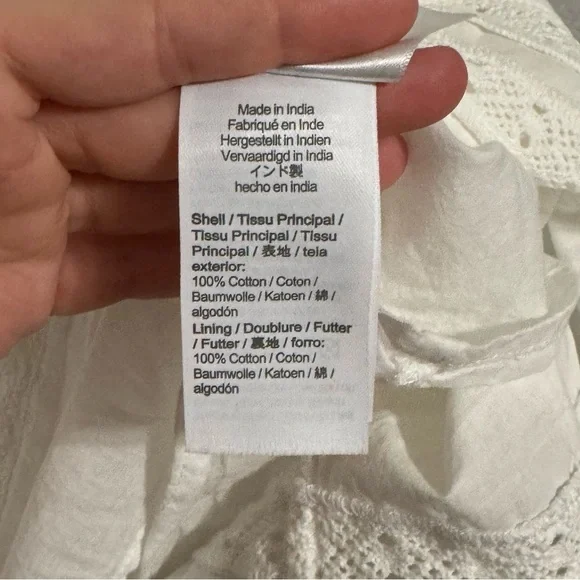 Made in India
Fabriqué en Inde
Hergestellt in Indien
Vervaardigd in India
インド製
hecho en india
Shell / Tissu Principal /
Tissu Principal / Tissu
Principal / 表地 / tela
exterior:
100% Cotton / Coton /
Baumwolle / Katoen / 綿 /
algodón
Lining / Doublure / Futter
/ Futter / 裏地 / forro:
100% Cotton / Coton /
Baumwolle / Katoen / 綿 /
algodón